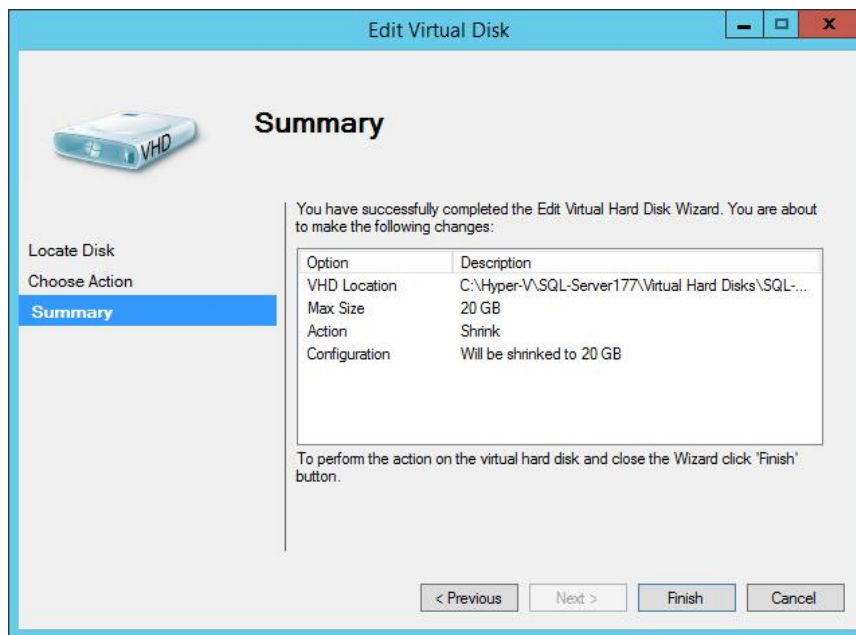 Edit Virtual Disk
VHD
Summary
Locate Disk
Choose Action
Summary
You have successfully completed the Edit Virtual Hard Disk Wizard. You are about
to make the following changes:
Option Description
VHD Location C:\Hyper-V\SQL-Server177\Virtual Hard Disks\SQL-...
Max Size 20 GB
Action Shrink
Configuration Will be shrinked to 20 GB
To perform the action on the virtual hard disk and close the Wizard click 'Finish'
button.
< Previous Next > Finish Cancel